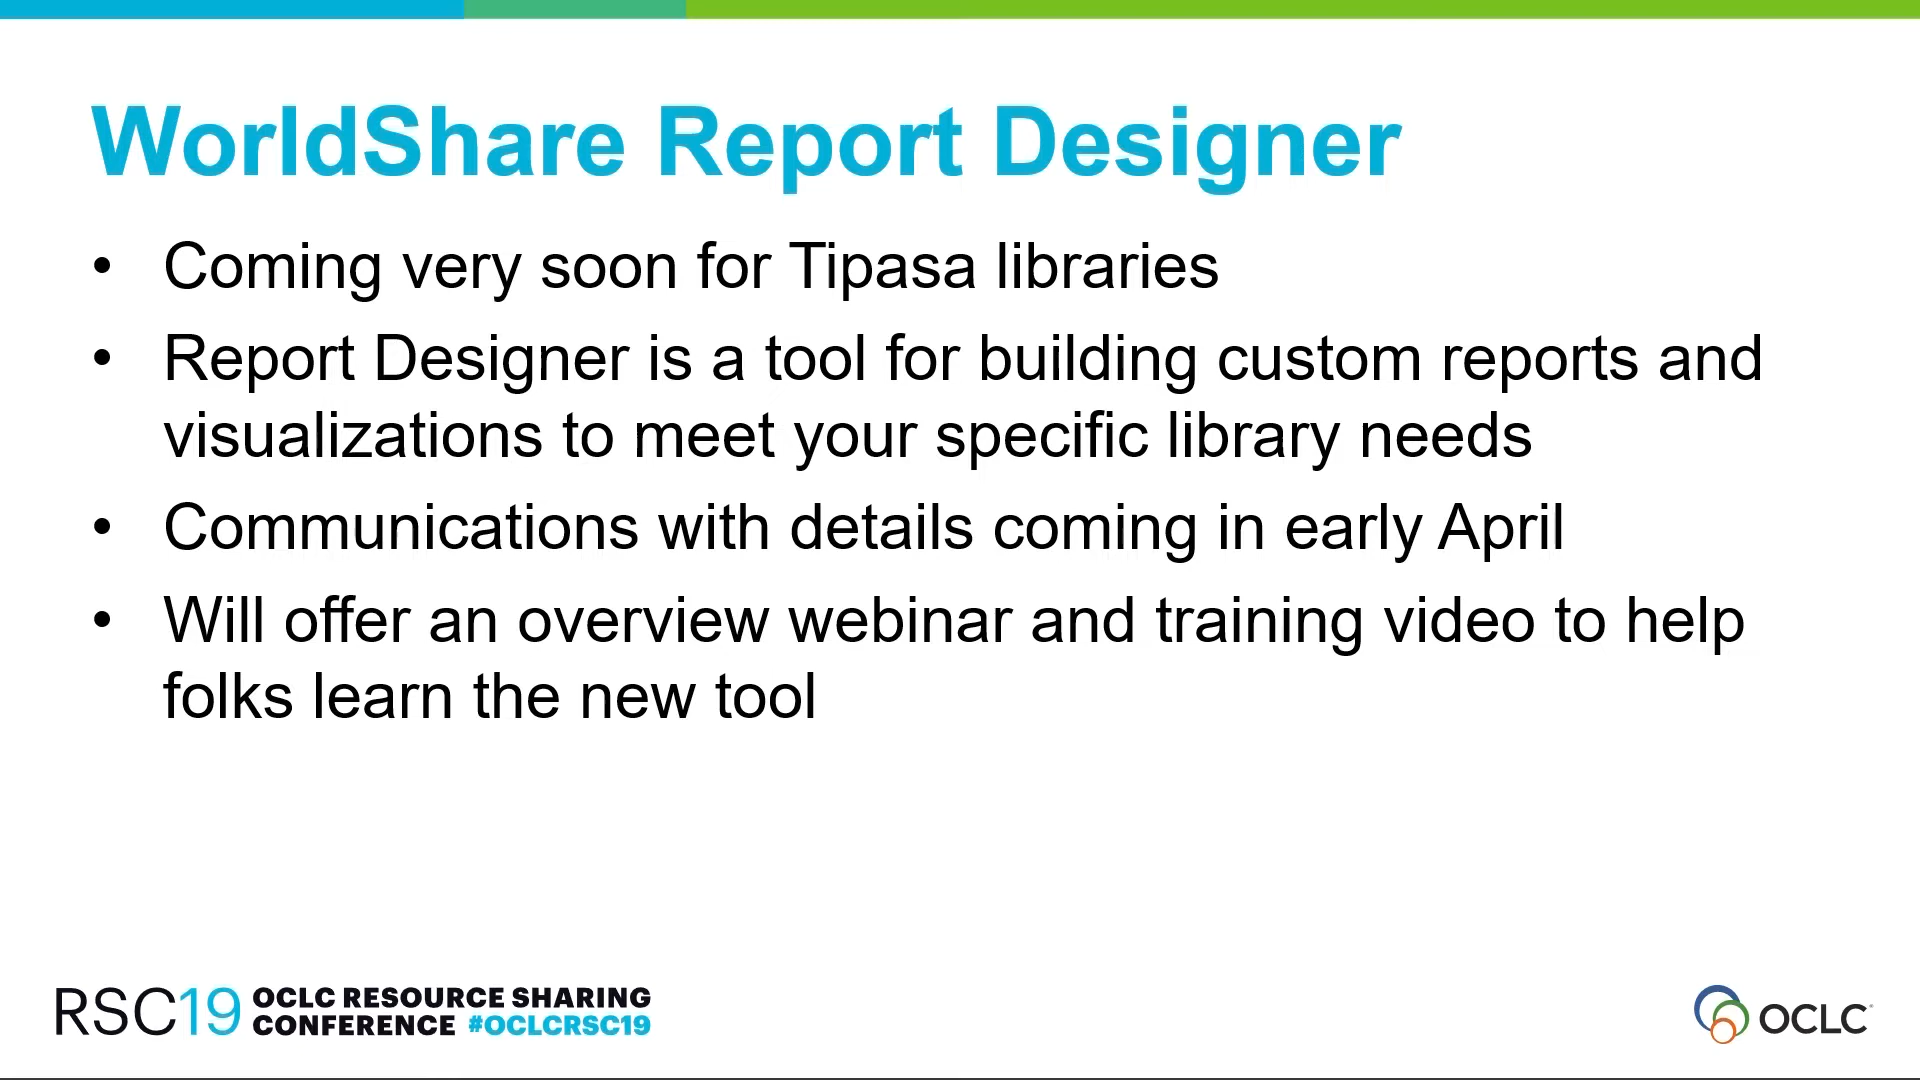 WorldShare Report Designer
• Coming very soon for Tipasa libraries
• Report Designer is a tool for building custom reports and
visualizations to meet your specific library needs
• Communications with details coming in early April
• Will offer an overview webinar and training video to help
folks learn the new tool
RSC19 OCLC RESOURCE SHARING
CONFERENCE #OCLCRSC19
OCLC